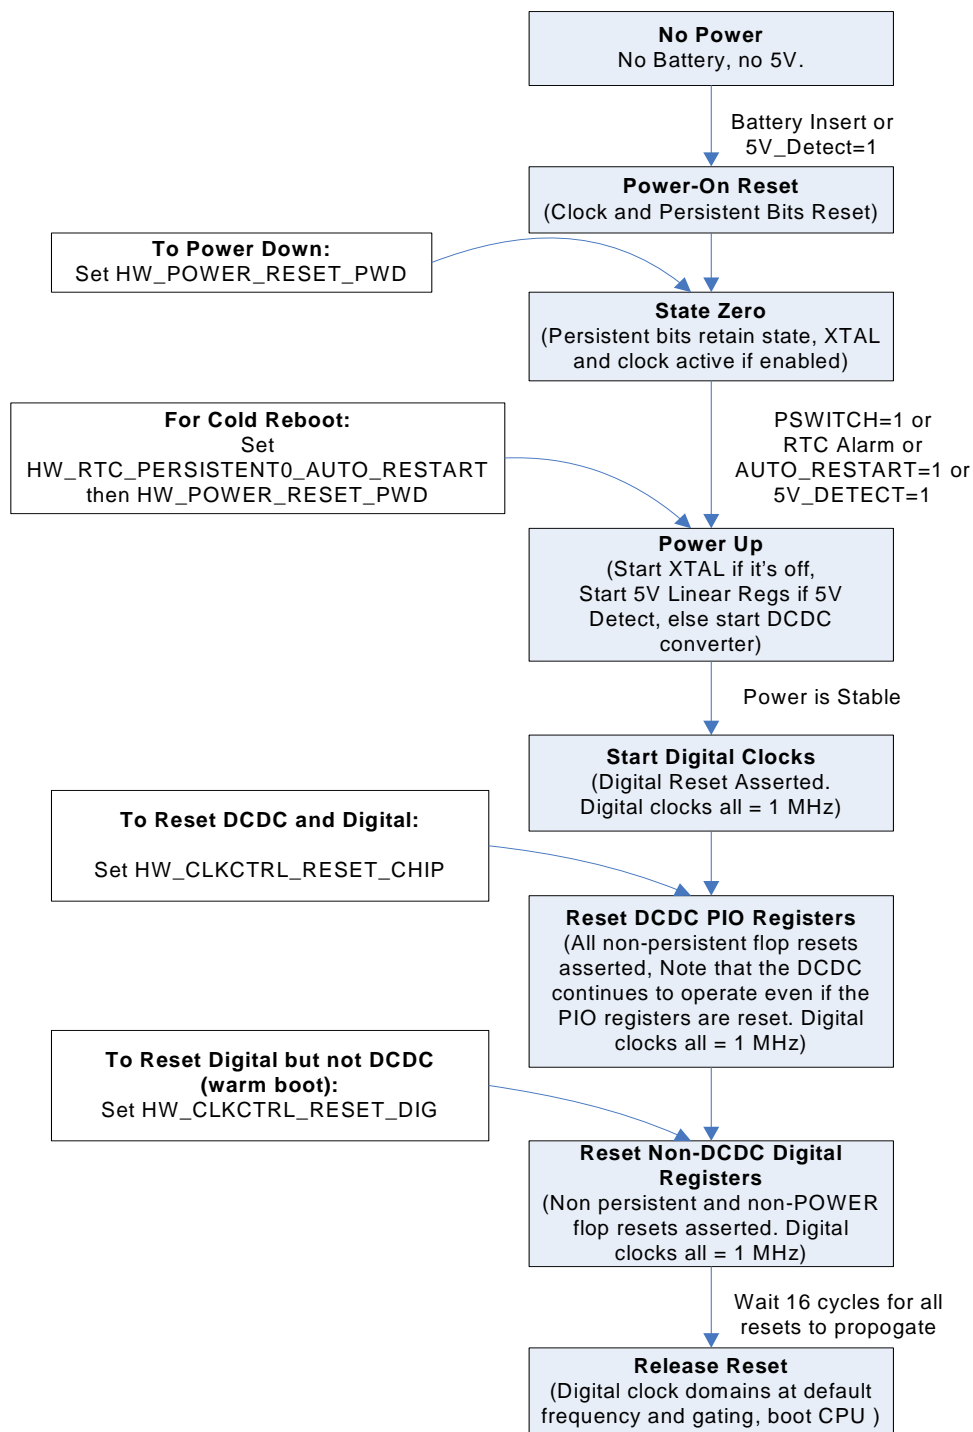 No Power
No Battery, no 5V.
Battery Insert or
5V_Detect=1
Power-On Reset
(Clock and Persistent Bits Reset)
To Power Down:
Set HW_POWER_RESET_PWD
State Zero
(Persistent bits retain state, XTAL
and clock active if enabled)
For Cold Reboot:
Set
HW_RTC_PERSISTENT0_AUTO_RESTART
then HW_POWER_RESET_PWD
PSWITCH=1 or
RTC Alarm or
AUTO_RESTART=1 or
5V_DETECT=1
Power Up
(Start XTAL if it's off,
Start 5V Linear Regs if 5V
Detect, else start DCDC
converter)
Power is Stable
Start Digital Clocks
(Digital Reset Asserted.
Digital clocks all = 1 MHz)
To Reset DCDC and Digital:
Set HW_CLKCTRL_RESET_CHIP
Reset DCDC PIO Registers
(All non-persistent flop resets
asserted, Note that the DCDC
continues to operate even if the
PIO registers are reset. Digital
clocks all = 1 MHz)
To Reset Digital but not DCDC
(warm boot):
Set HW_CLKCTRL_RESET_DIG
Reset Non-DCDC Digital
Registers
(Non persistent and non-POWER
flop resets asserted. Digital
clocks all = 1 MHz)
Wait 16 cycles for all
resets to propogate
Release Reset
(Digital clock domains at default
frequency and gating, boot CPU )